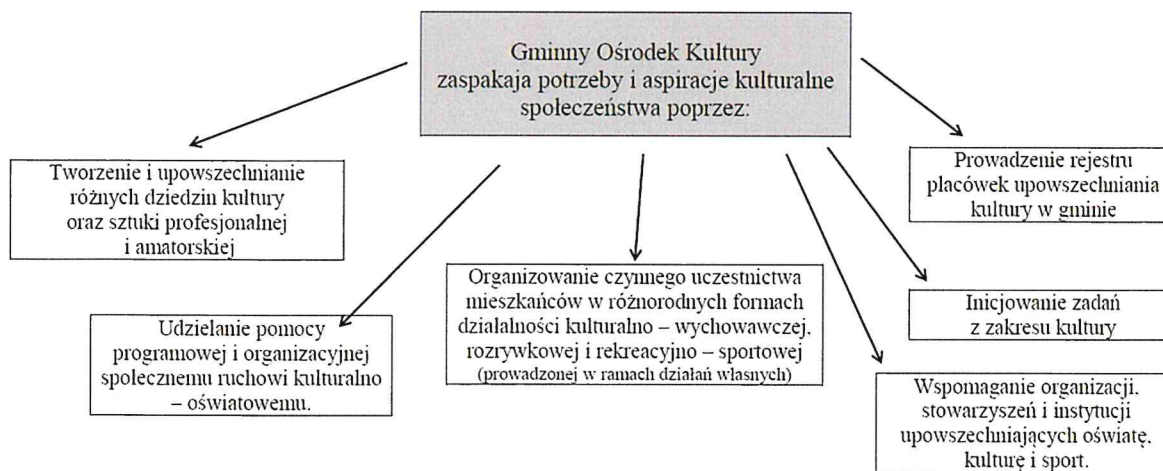 Gminny Ośrodek Kultury
zaspakaja potrzeby i aspiracje kulturalne
społeczeństwa poprzez:
Tworzenie i upowszechnianie
różnych dziedzin kultury
oraz sztuki profesjonalnej
i amatorskiej
Udzielanie pomocy
programowej i organizacyjnej
społecznemu ruchowi kulturalno
– oświatowemu.
Organizowanie czynnego uczestnictwa
mieszkańców w różnorodnych formach
działalności kulturalno – wychowawczej,
rozrywkowej i rekreacyjno – sportowej
(prowadzonej w ramach działań własnych)
Prowadzenie rejestru
placówek upowszechniania
kultury w gminie
Inicjowanie zadań
z zakresu kultury
Wspomaganie organizacji,
stowarzyszeń i instytucji
upowszechniających oświatę,
kulturę i sport.